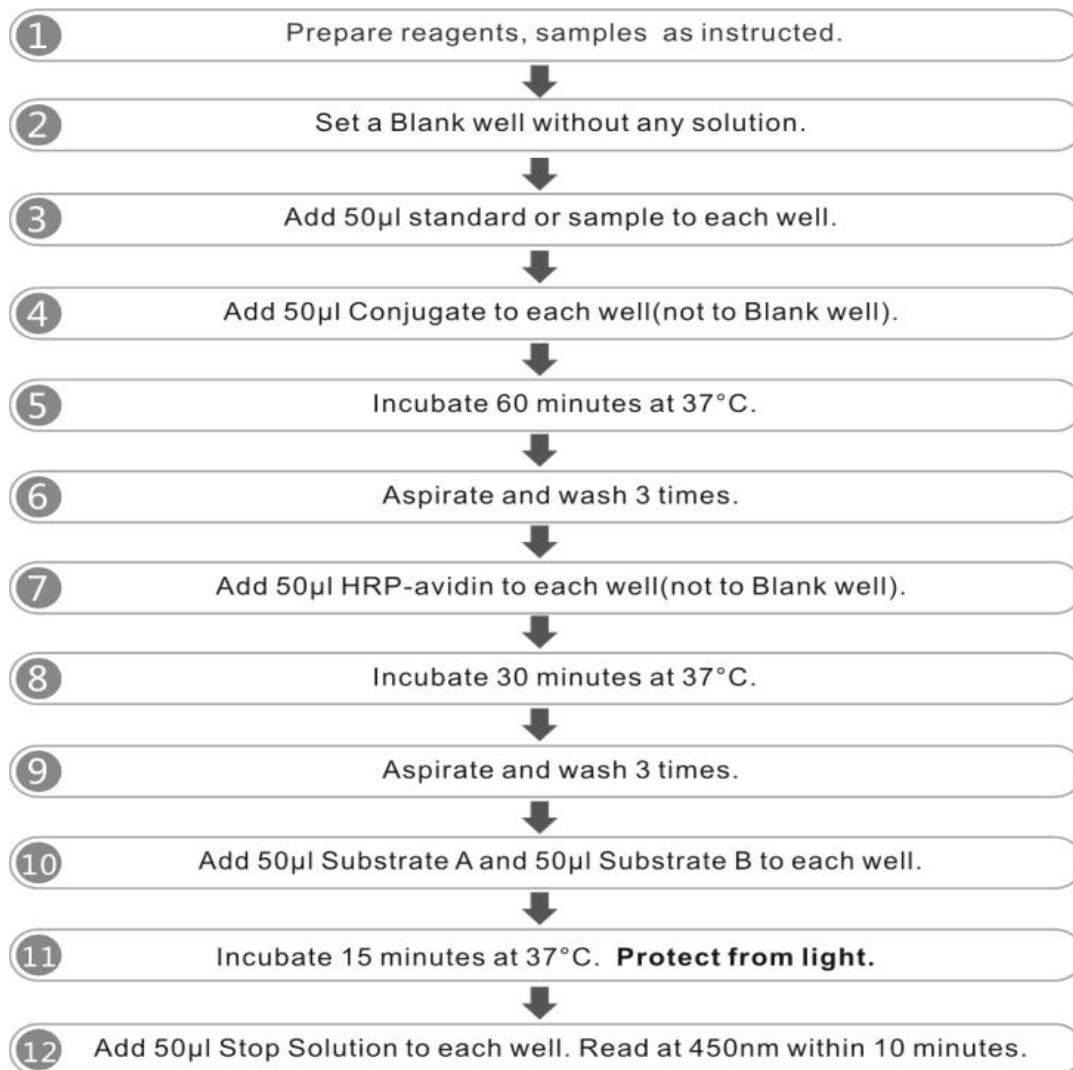 1 Prepare reagents, samples as instructed.
2 Set a Blank well without any solution.
3 Add 50µl standard or sample to each well.
4 Add 50µl Conjugate to each well(not to Blank well).
5 Incubate 60 minutes at 37°C.
6 Aspirate and wash 3 times.
7 Add 50µl HRP-avidin to each well(not to Blank well).
8 Incubate 30 minutes at 37°C.
9 Aspirate and wash 3 times.
10 Add 50µl Substrate A and 50µl Substrate B to each well.
11 Incubate 15 minutes at 37°C. Protect from light.
12 Add 50µl Stop Solution to each well. Read at 450nm within 10 minutes.